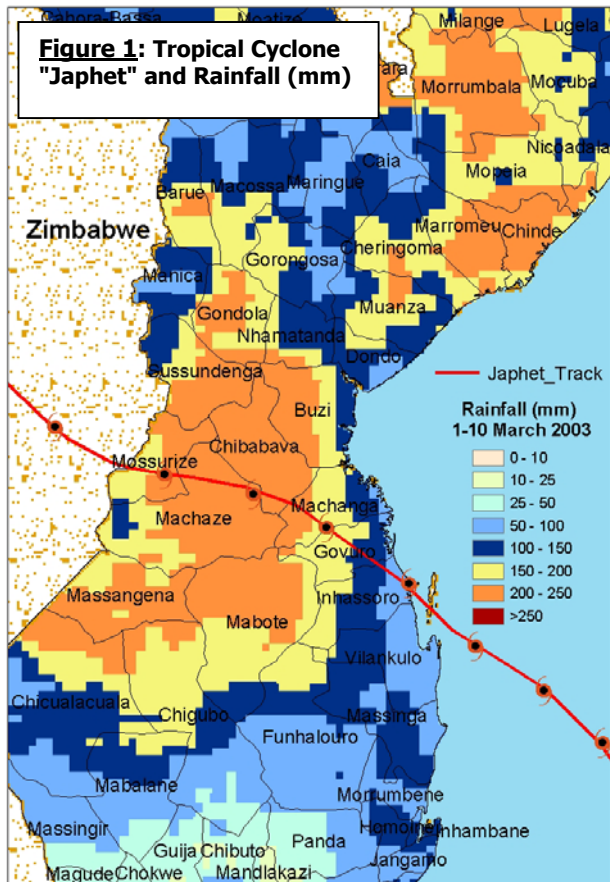 Figure 1: Tropical Cyclone
"Japhet" and Rainfall (mm)
Cahora-Bassa
Moatize
Milange
Lugela
Morrumbala
Mocuba
Nicoadala
Caia
Mopeia
Barue
Macossa
Maringue
Zimbabwe
Marromeu
Chinde
Cheringoma
Gorongosa
Manica
Muanza
Gondola
Nhamatanda
Dondo
Sussundenga
Japhet_Track
Buzi
Rainfall (mm)
1-10 March 2003
0 - 10
10 - 25
25 - 50
50 - 100
100 - 150
150 - 200
200 - 250
>250
Chibabava
Mossurize
Machanga
Machaze
Govuro
Massangena
Inhassoro
Mabote
Vilankulo
Chicualacuala
Chigubo
Massinga
Funhalouro
Mabalane
Morrumbene
Massingir
Homoine
Inhambane
Panda
Guija
Chibuto
Jangamo
Magude
Chokwe
Mandlakazi